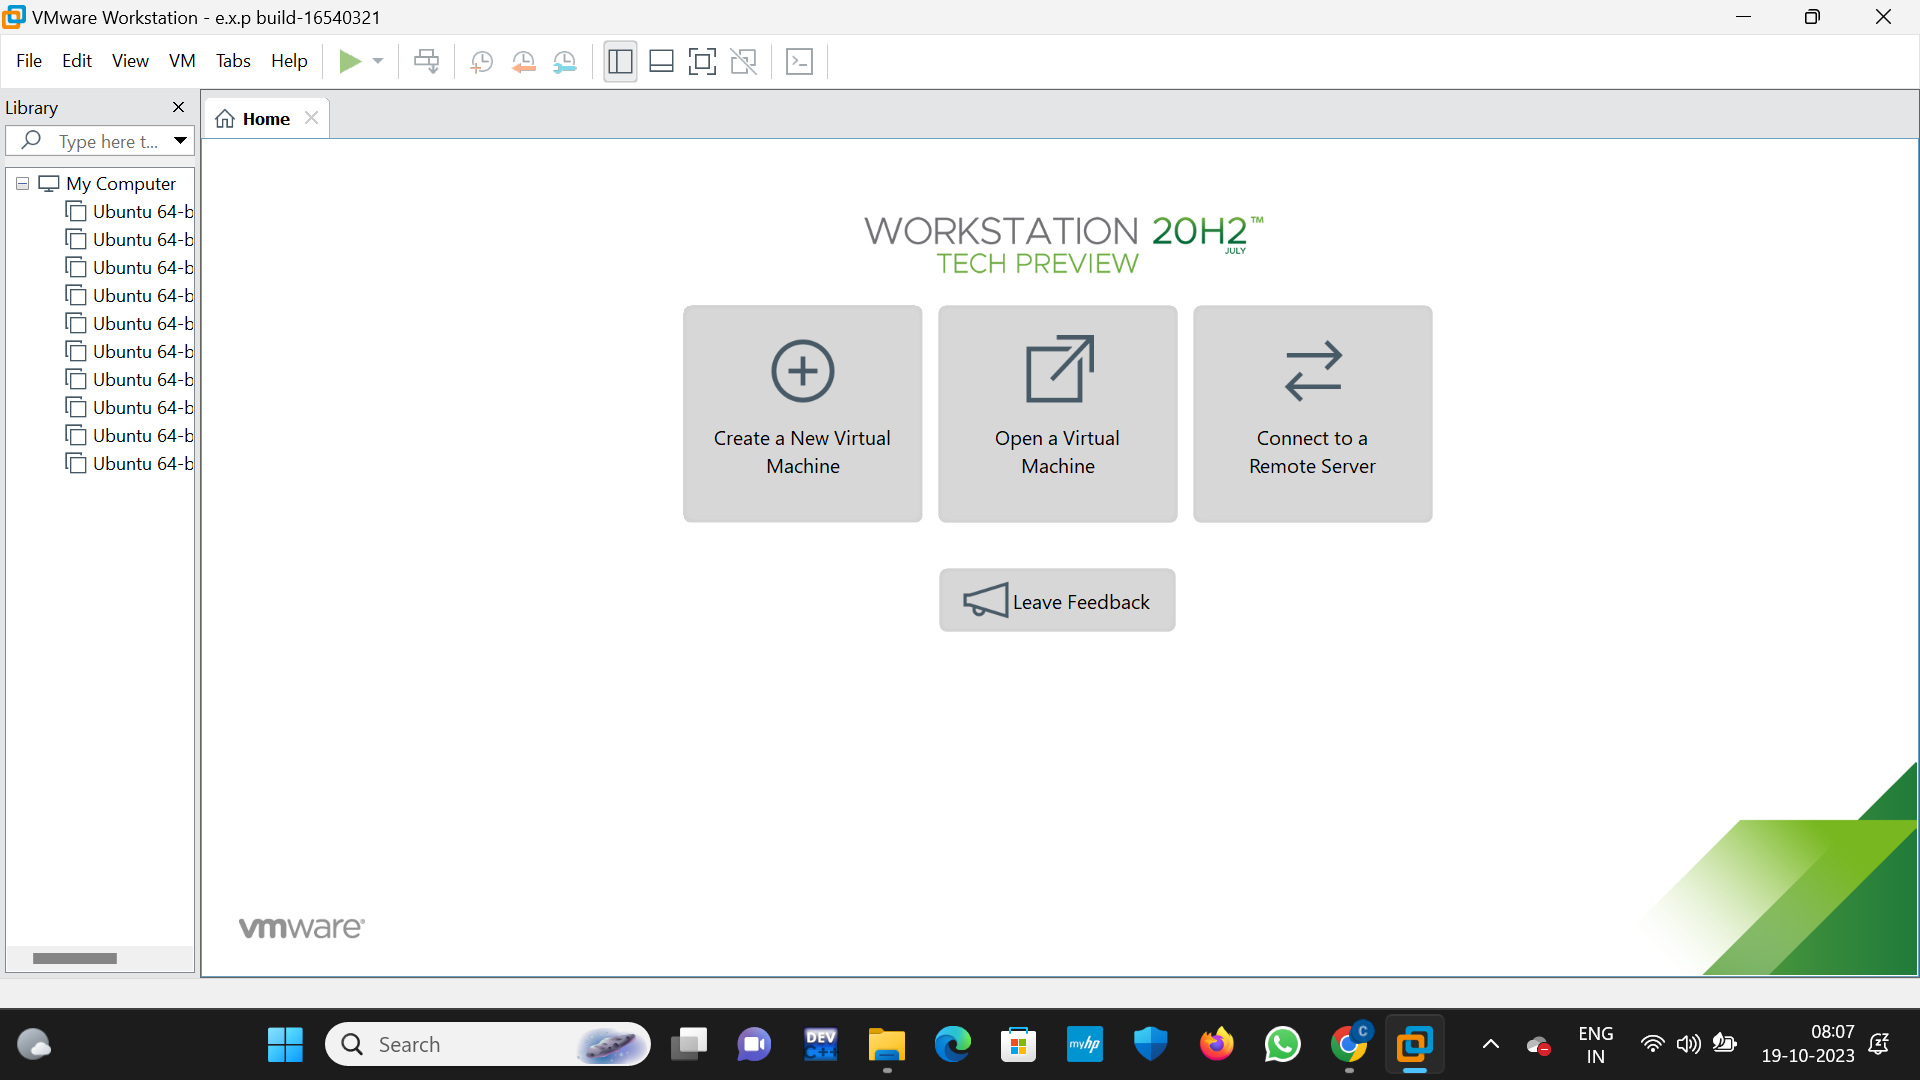 VMware Workstation - e.x.p build-16540321
File Edit View VM Tabs Help
Library
Home
Type here t...
My Computer
Ubuntu 64-b
Ubuntu 64-b
Ubuntu 64-b
Ubuntu 64-b
Ubuntu 64-b
Ubuntu 64-b
Ubuntu 64-b
Ubuntu 64-b
Ubuntu 64-b
Ubuntu 64-b
WORKSTATION 20H2™
JULY
TECH PREVIEW
Create a New Virtual
Machine
Open a Virtual
Machine
Connect to a
Remote Server
Leave Feedback
vmware®
Search
DEV
C++
myhp
C
ENG
IN
08:07
19-10-2023